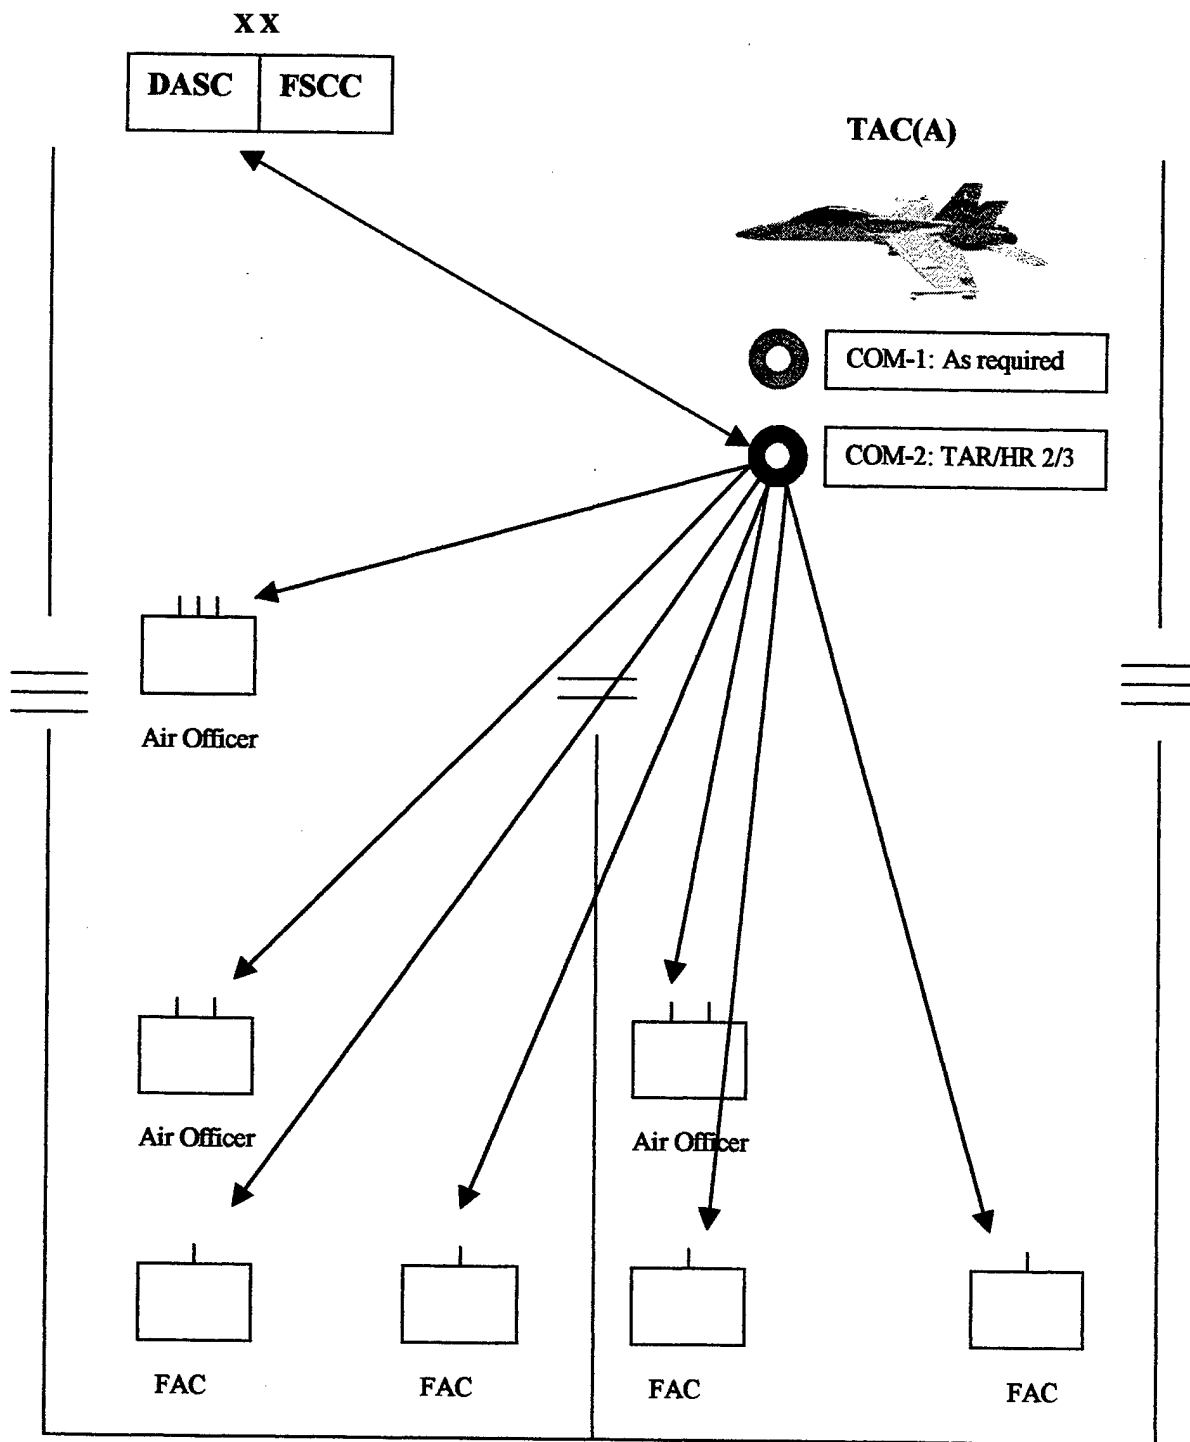 X X
DASC FSCC
TAC(A)
COM-1: As required
COM-2: TAR/HR 2/3
Air Officer
Air Officer
Air Officer
FAC
FAC
FAC
FAC